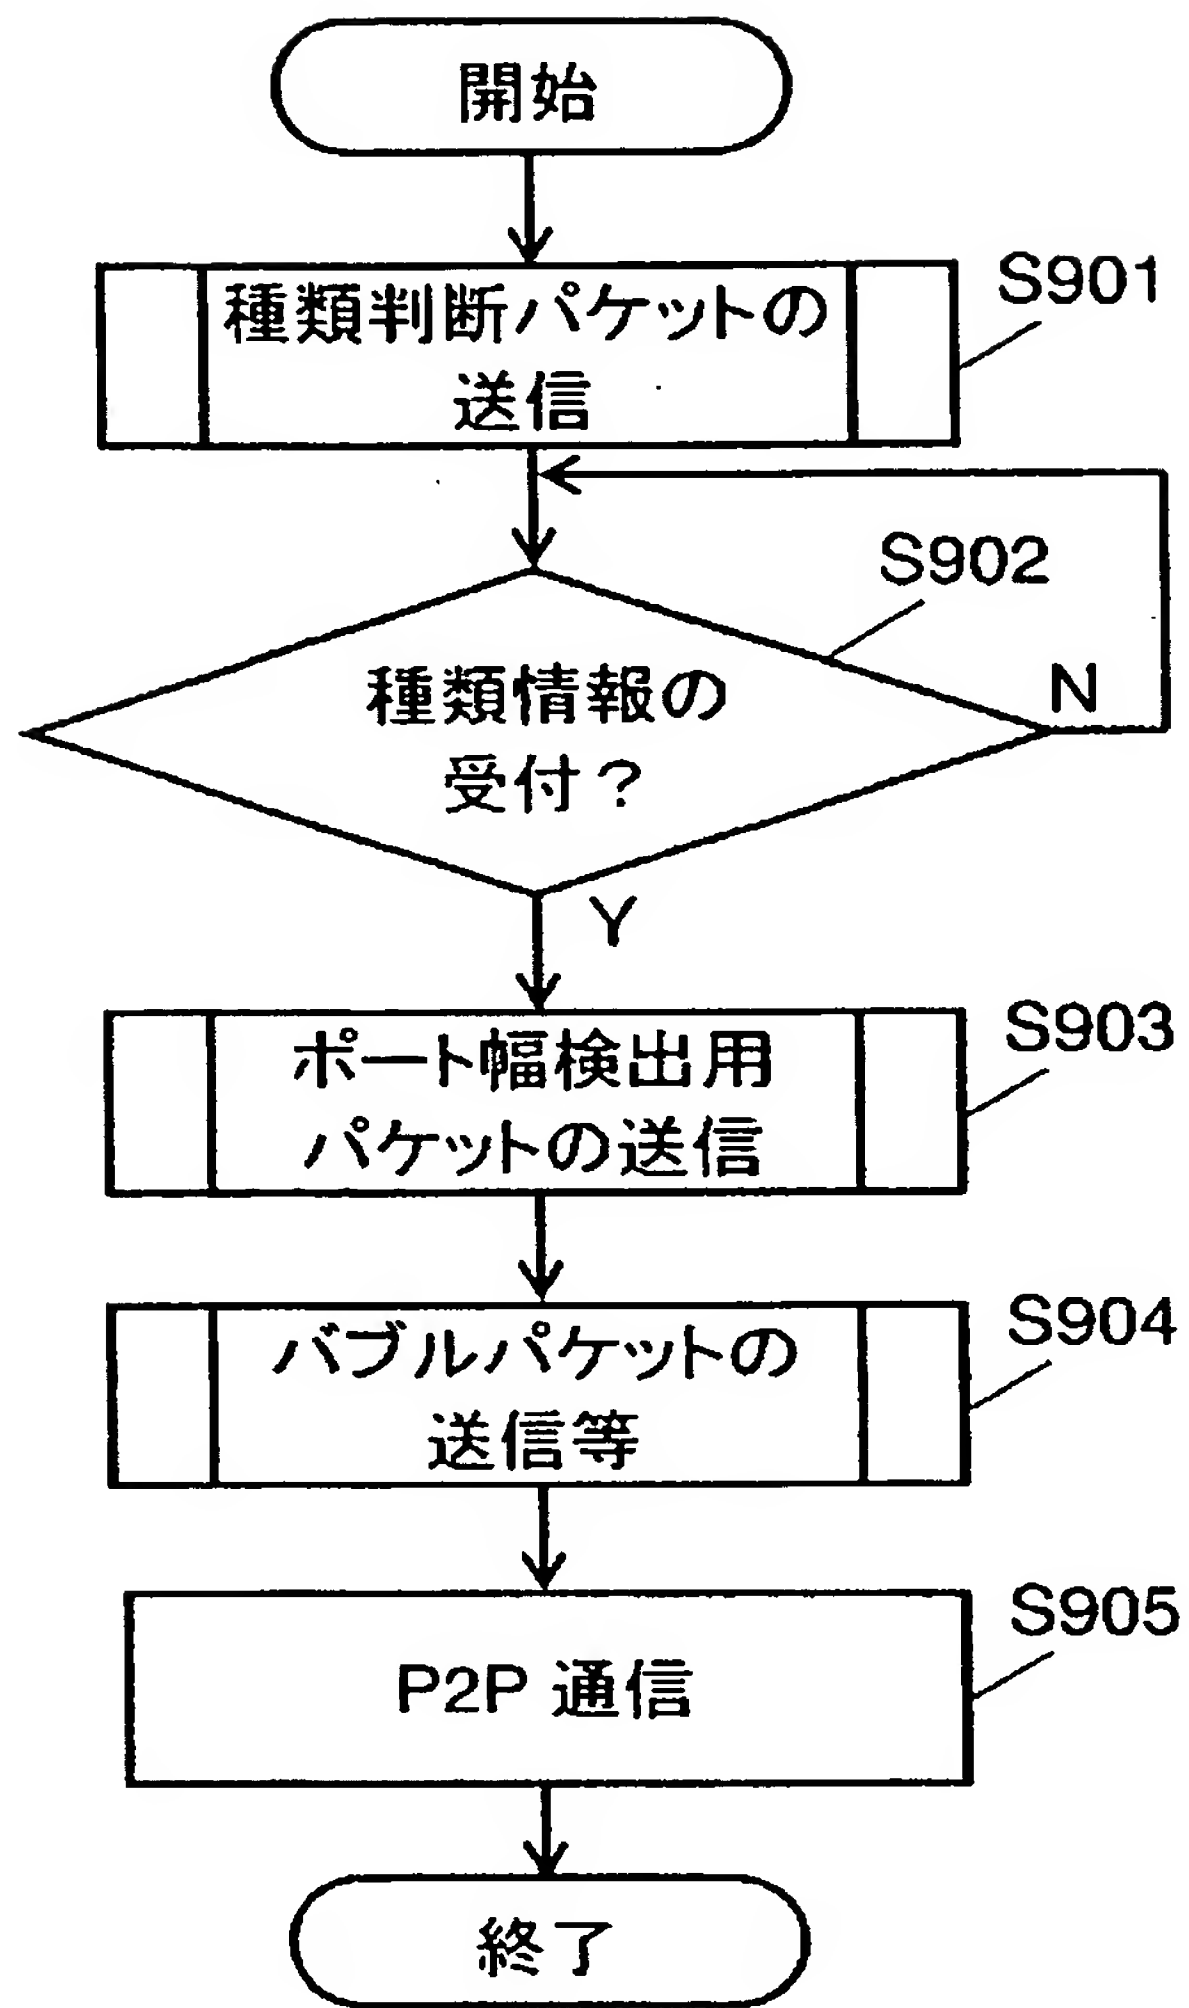 開始
S901
種類判断パケットの
送信
S902
種類情報の
受付？
N
Y
S903
ポート幅検出用
パケットの送信
S904
バブルパケットの
送信等
S905
P2P 通信
終了